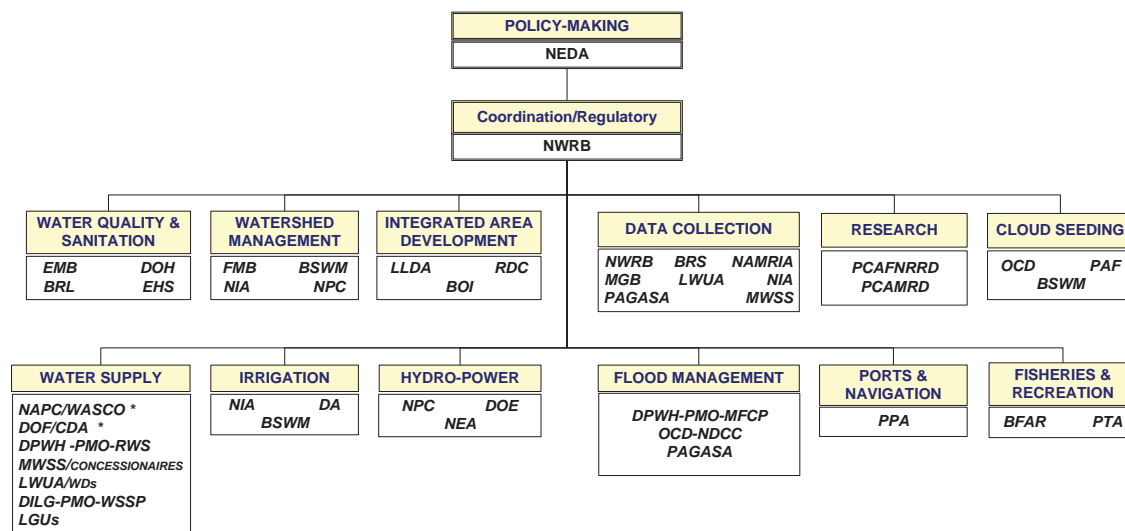 POLICY-MAKING
NEDA
Coordination/Regulatory
NWRB
WATER QUALITY &
SANITATION
EMB DOH
BRL EHS
WATERSHED
MANAGEMENT
FMB BSWM
NIA NPC
INTEGRATED AREA
DEVELOPMENT
LLDA RDC
BOI
DATA COLLECTION
NWRB BRS NAMRIA
MGB LWUA NIA
PAGASA MWSS
RESEARCH
PCAFNRRD
PCAMRD
CLOUD SEEDING
OCD PAF
BSWM
WATER SUPPLY
NAPC/WASCO *
DOF/CDA *
DPWH -PMO-RWS
MWSS/CONCESSIONAIRES
LWUA/WDs
DILG-PMO-WSSP
LGUs
IRRIGATION
NIA DA
BSWM
HYDRO-POWER
NPC DOE
NEA
FLOOD MANAGEMENT
DPWH-PMO-MFCP
OCD-NDCC
PAGASA
PORTS &
NAVIGATION
PPA
FISHERIES &
RECREATION
BFAR PTA